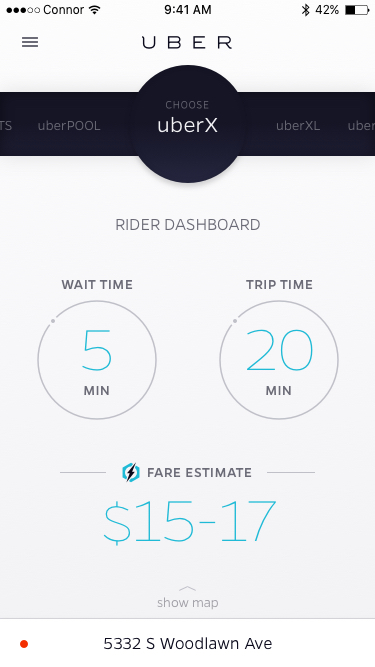 Connor 9:41 AM 42%
UBER
CHOOSE
TS uberPOOL uberX uberXL uber
RIDER DASHBOARD
WAIT TIME TRIP TIME
5 20
MIN MIN
FARE ESTIMATE
$15-17
show map
5332 S Woodlawn Ave